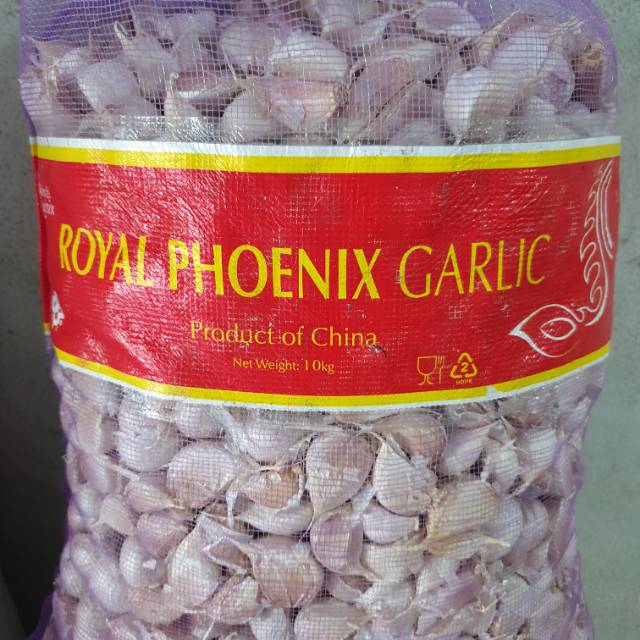 ROYAL PHOENIX GARLIC
Product of China
Net Weight: 10kg
2
HDPE